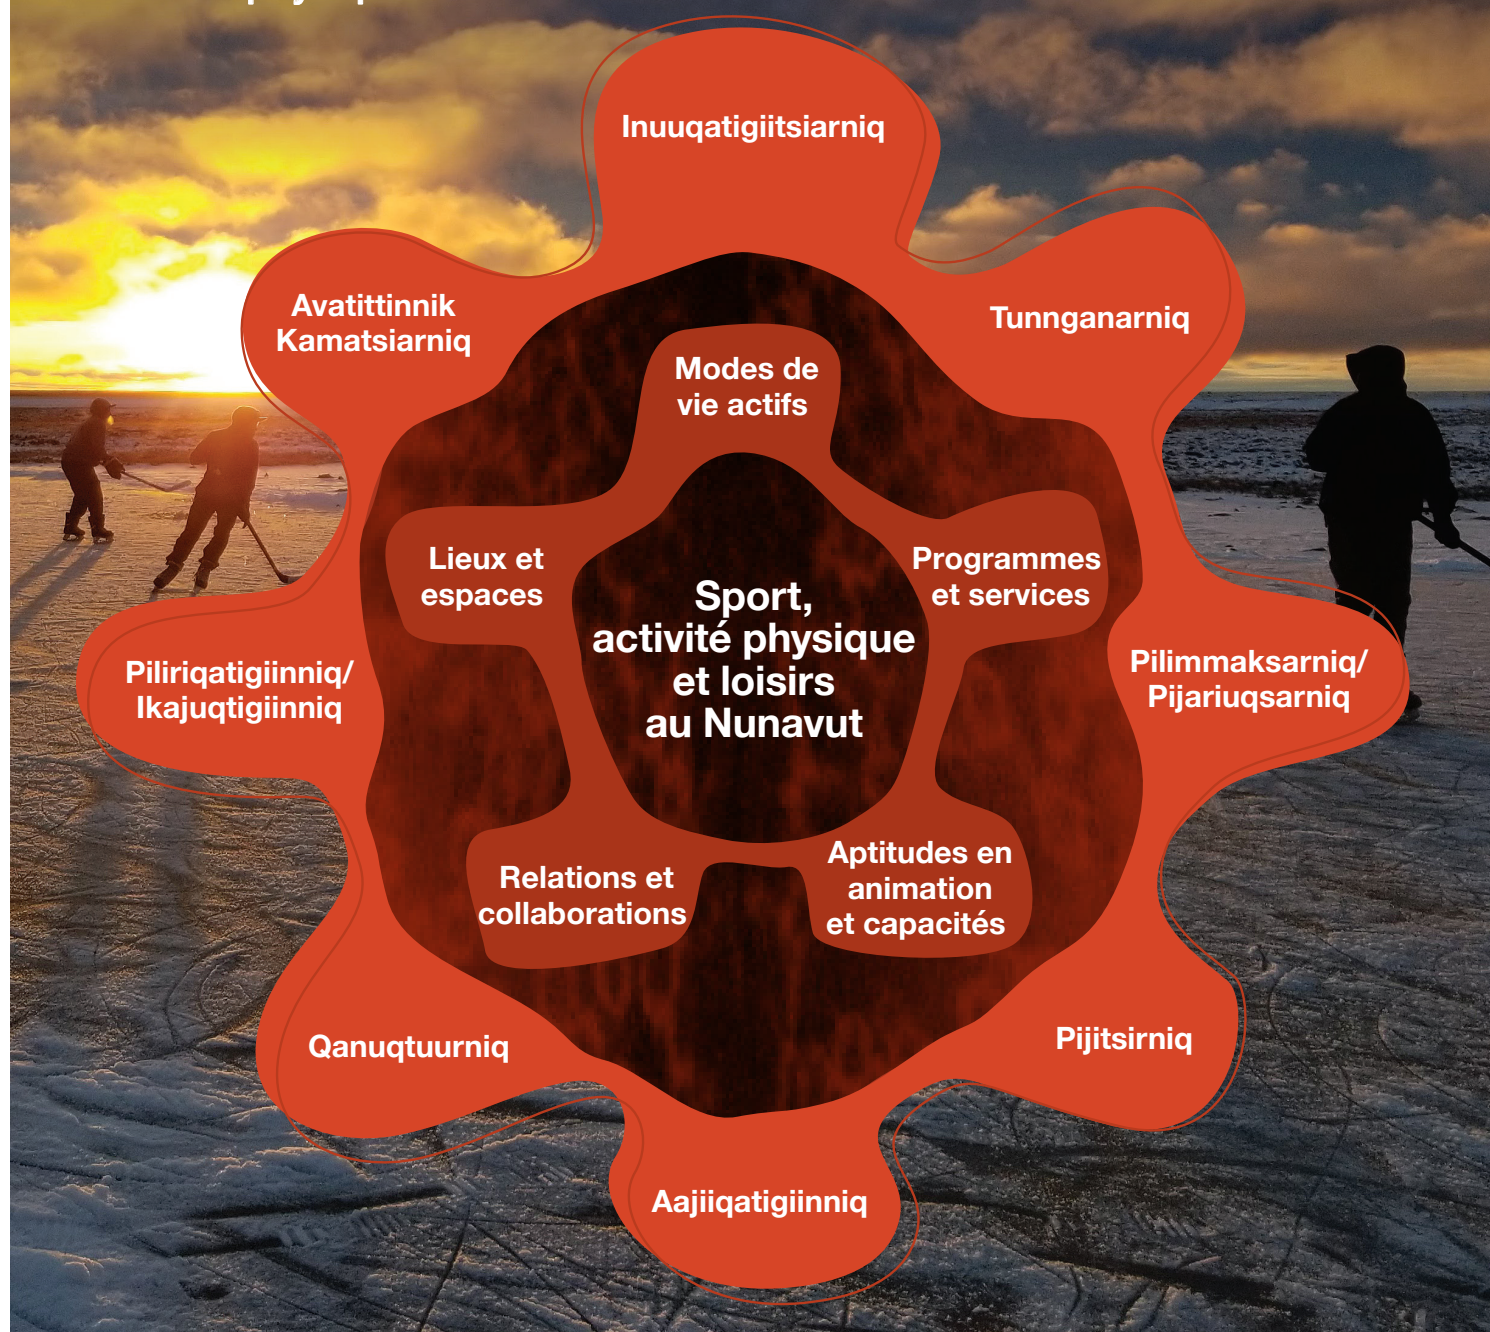 Inuuqatigiitsiarniq
Tunnganarniq
Avatittinnik
Kamatsiarniq
Modes de
vie actifs
Lieux et
espaces
Programmes
et services
Sport,
activité physique
et loisirs
au Nunavut
Piliriqatigiinniq/
Ikajuqtigiinniq
Pilimmaksarniq/
Pijariuqsarniq
Relations et
collaborations
Aptitudes en
animation
et capacités
Qanuqtuurniq
Pijitsirniq
Aajiiqatigiinniq